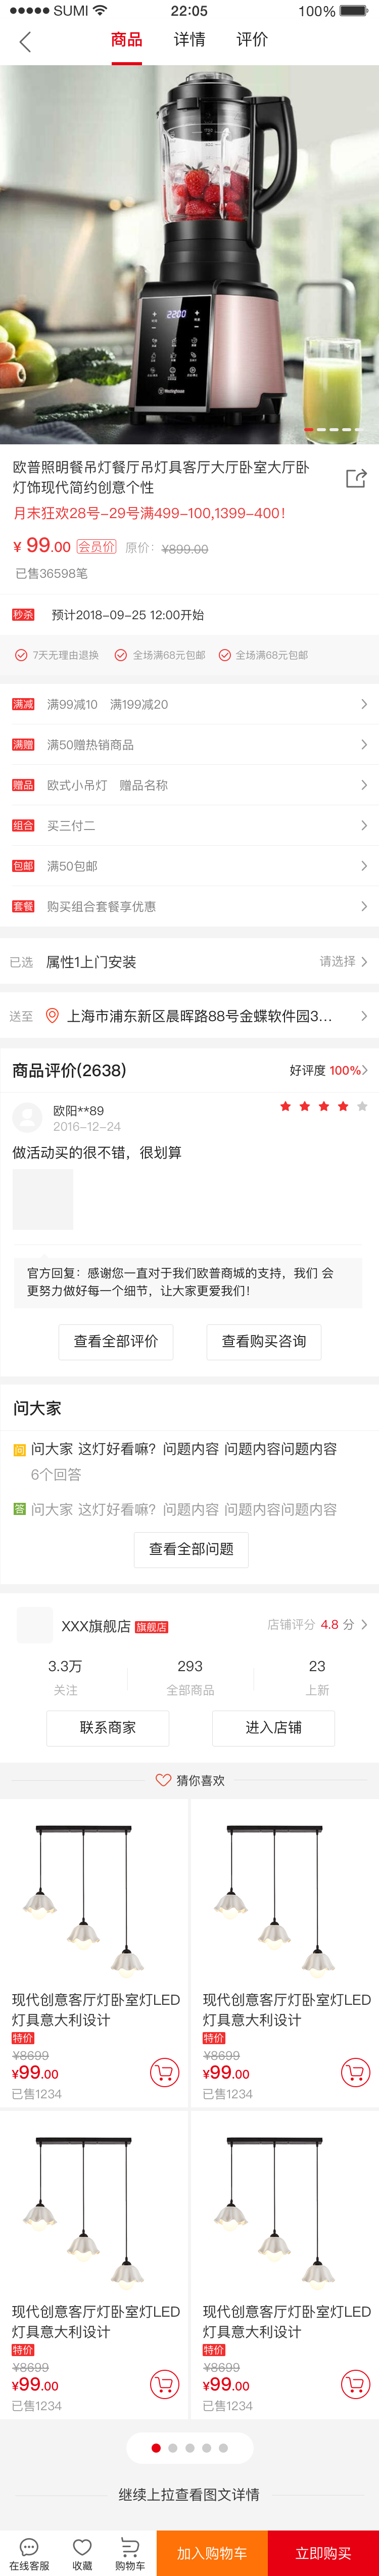 SUMI 22:05 100%
商品 详情 评价
2200
Westinghouse
欧普照明餐吊灯餐厅吊灯具客厅大厅卧室大厅卧
灯饰现代简约创意个性
月末狂欢28号-29号满499-100,1399-400!
¥ 99.00 会员价 原价: ¥899.00
已售36598笔
秒杀 预计2018-09-25 12:00开始
7天无理由退换 全场满68元包邮 全场满68元包邮
满减 满99减10 满199减20
满赠 满50赠热销商品
赠品 欧式小吊灯 赠品名称
组合 买三付二
包邮 满50包邮
套餐 购买组合套餐享优惠
已选 属性1上门安装 请选择
送至 上海市浦东新区晨晖路88号金蝶软件园3...
商品评价(2638) 好评度 100%
欧阳**89
2016-12-24
做活动买的很不错，很划算
官方回复：感谢您一直对于我们欧普商城的支持，我们 会
更努力做好每一个细节，让大家更爱我们！
查看全部评价 查看购买咨询
问大家
问 问大家 这灯好看嘛？问题内容 问题内容问题内容
6个回答
答 问大家 这灯好看嘛？问题内容 问题内容问题内容
查看全部问题
XXX旗舰店 旗舰店 店铺评分 4.8 分
3.3万 293 23
关注 全部商品 上新
联系商家 进入店铺
猜你喜欢
现代创意客厅灯卧室灯LED
灯具意大利设计
特价
¥8699
¥99.00
已售1234
现代创意客厅灯卧室灯LED
灯具意大利设计
特价
¥8699
¥99.00
已售1234
现代创意客厅灯卧室灯LED
灯具意大利设计
特价
¥8699
¥99.00
已售1234
现代创意客厅灯卧室灯LED
灯具意大利设计
特价
¥8699
¥99.00
已售1234
继续上拉查看图文详情
在线客服 收藏 购物车 加入购物车 立即购买